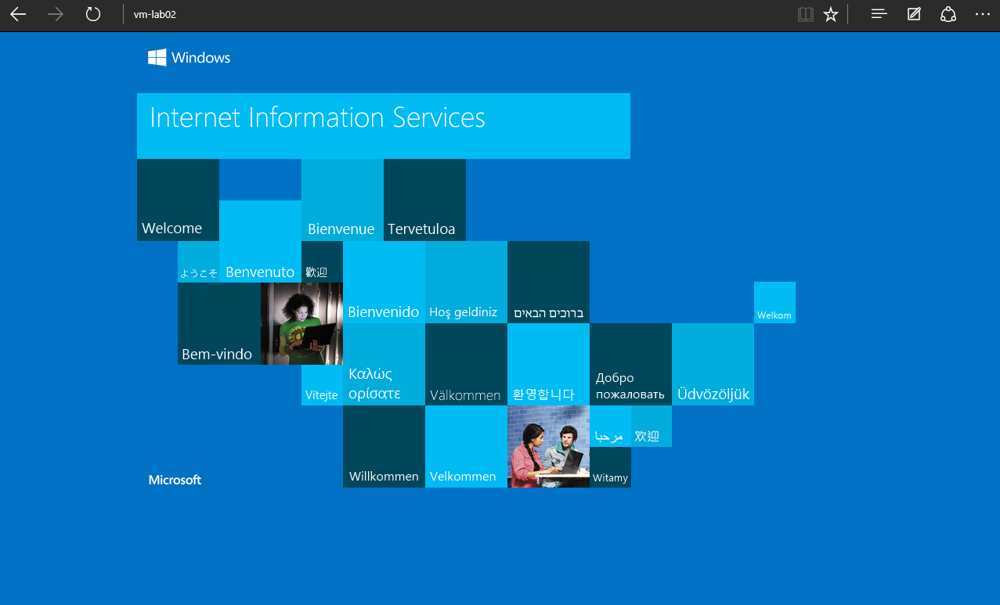 vm-lab02
Windows
Internet Information Services
Welcome
Bienvenue
Tervetuloa
ようこそ
Benvenuto
歡迎
Bienvenido
Hoş geldiniz
ברוכים הבאים
Welkom
Bem-vindo
Vítejte
Καλώς
ορίσατε
Välkommen
환영합니다
Добро
пожаловать
Üdvözöljük
مرحبا
欢迎
Willkommen
Velkommen
Witamy
Microsoft